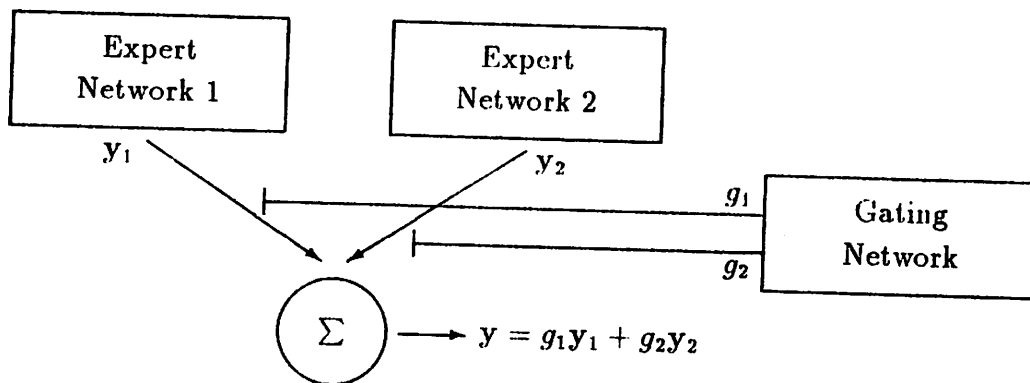 Expert
Network 1
Expert
Network 2
y₁
y₂
g₁
g₂
Gating
Network
Σ
y = g₁y₁ + g₂y₂